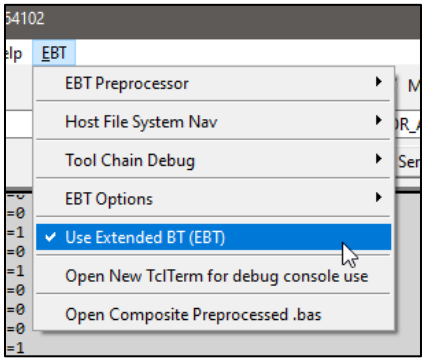 54102
elp EBT
EBT Preprocessor
M
Host File System Nav
OR_A
Tool Chain Debug
Ser
EBT Options
=0
=0
=1
Use Extended BT (EBT)
=0
=1
Open New TclTerm for debug console use
=0
=0
Open Composite Preprocessed .bas
=0
=1